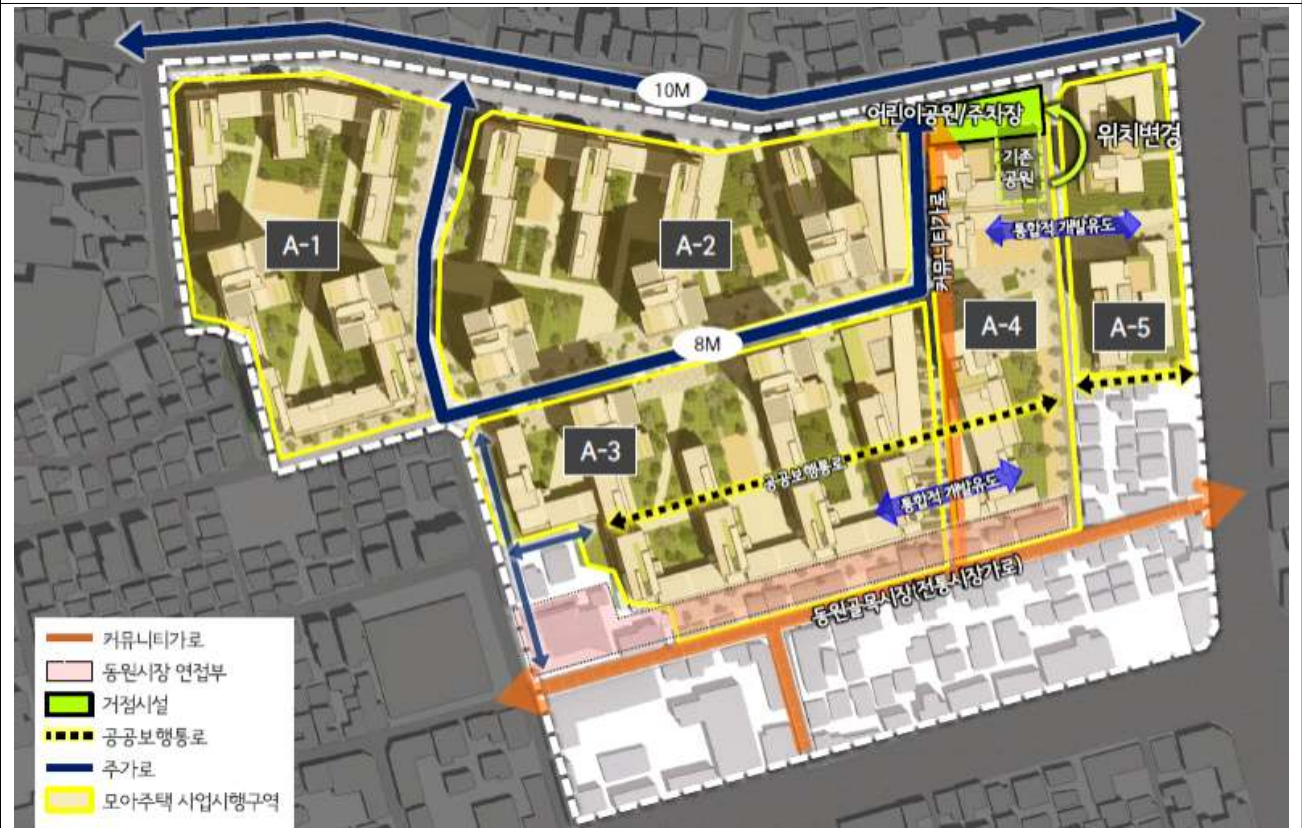 10M
어린이공원/주차장
위치변경
기존
공원
커뮤니티가로
통합적 개발유도
A-1
A-2
A-4
A-5
8M
A-3
공공보행통로
통합적 개발유도
동원골목시장(전통시장가로)
커뮤니티가로
동원시장 연접부
거점시설
공공보행통로
주가로
모아주택 사업시행구역